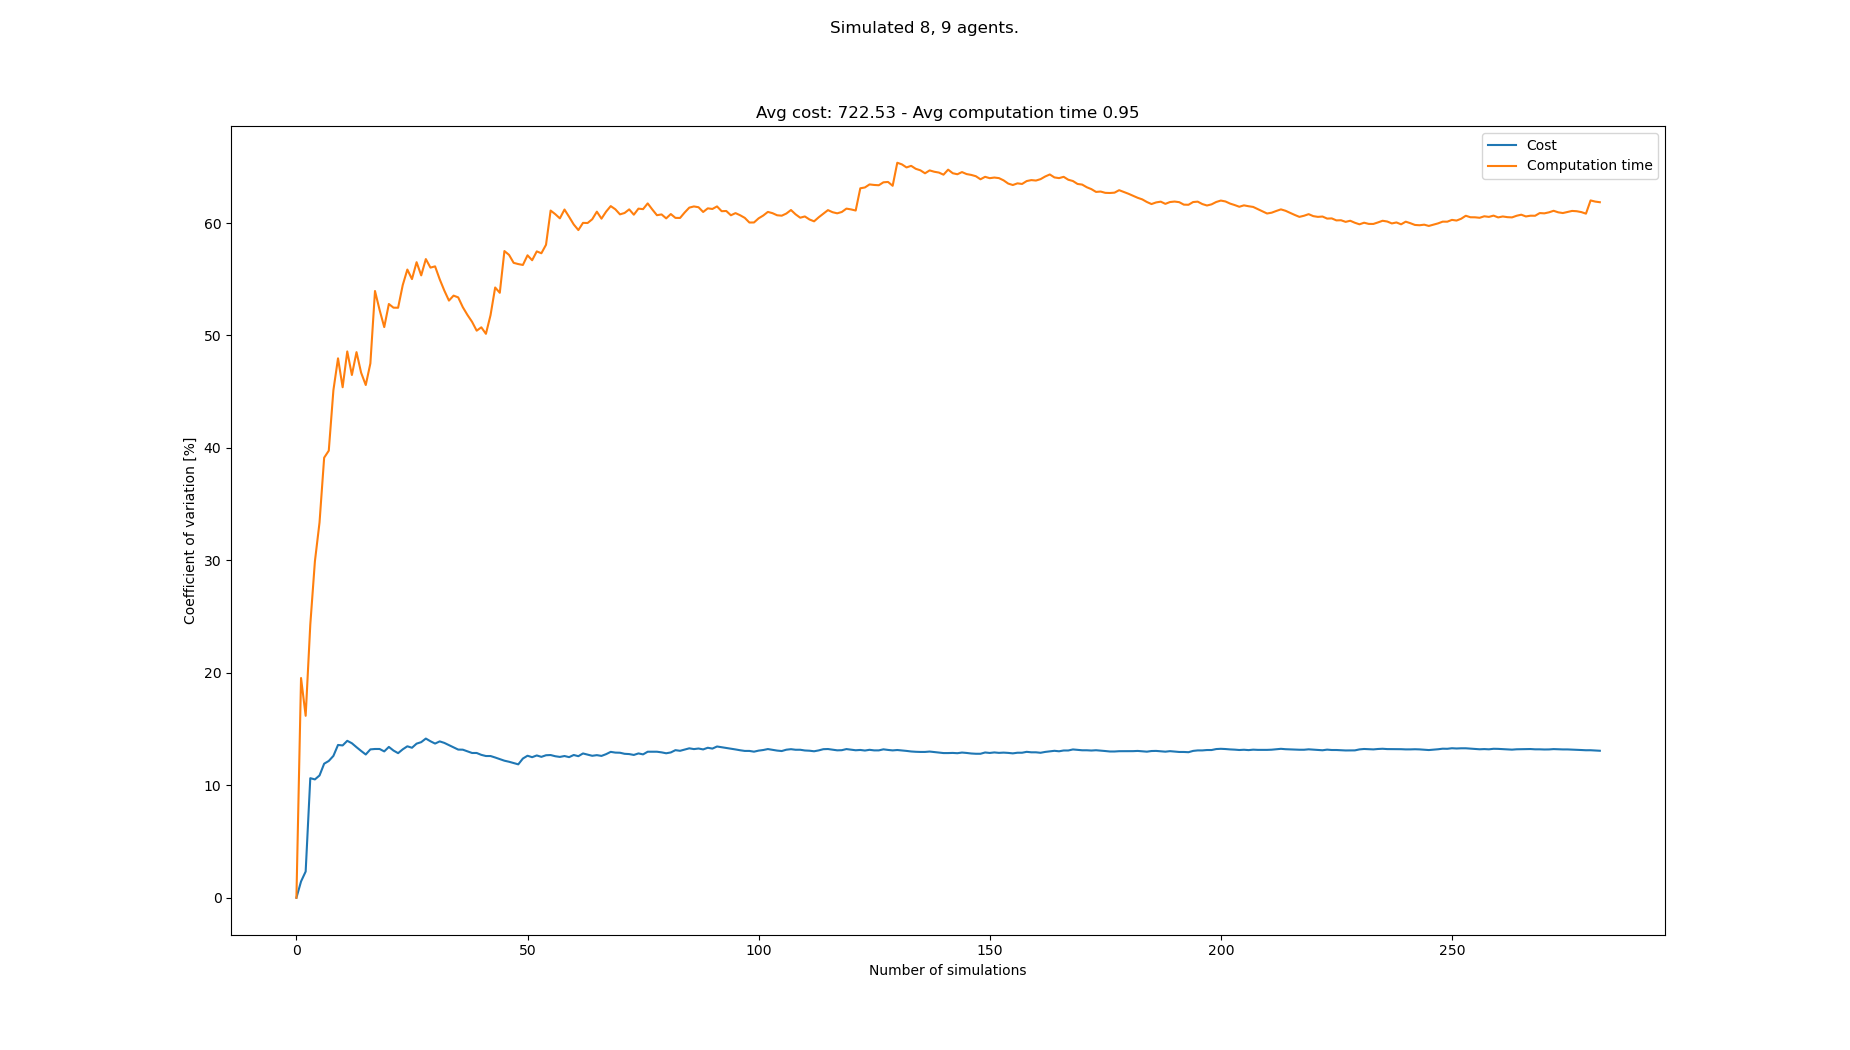 Simulated 8, 9 agents.
Avg cost: 722.53 - Avg computation time 0.95
Cost
Computation time
Coefficient of variation [%]
60
50
40
30
20
10
0
0 50 100 150 200 250
Number of simulations